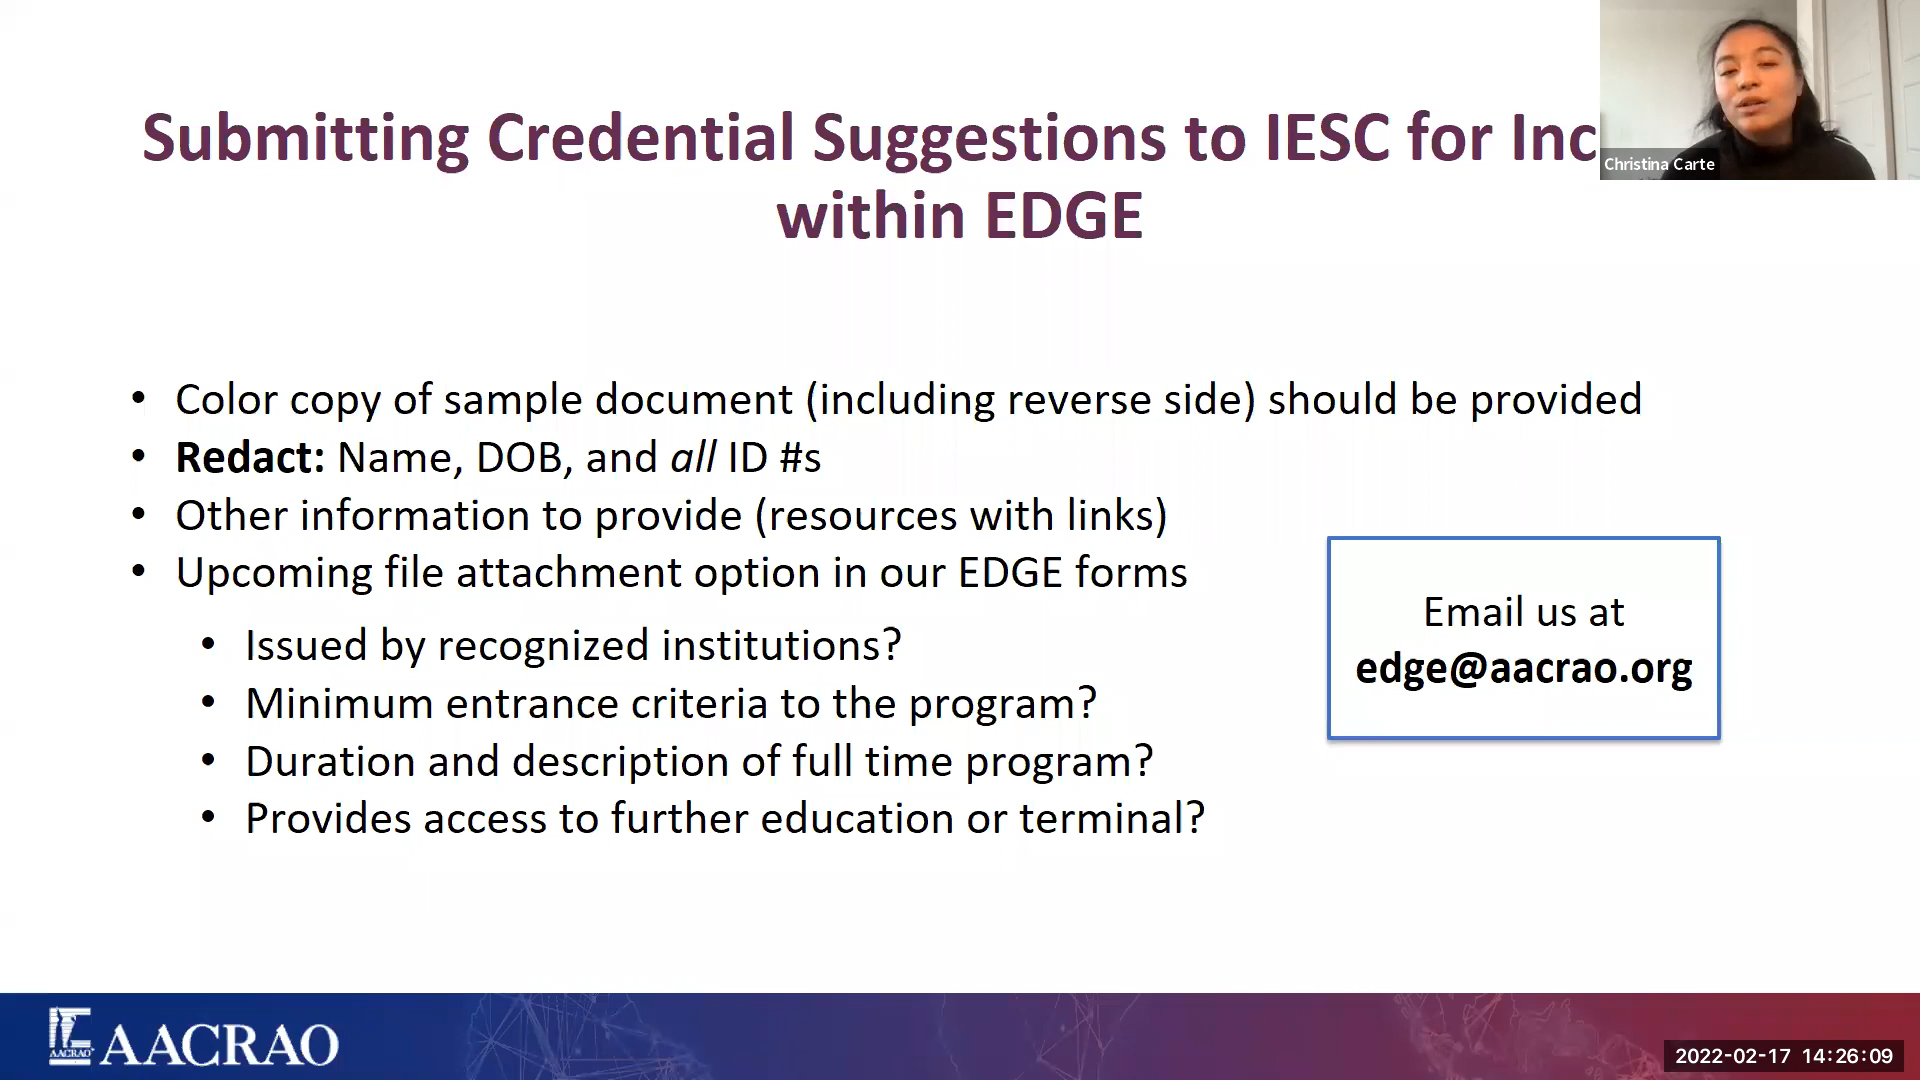 Submitting Credential Suggestions to IESC for Inc
within EDGE
Christina Carte
• Color copy of sample document (including reverse side) should be provided
• Redact: Name, DOB, and all ID #s
• Other information to provide (resources with links)
• Upcoming file attachment option in our EDGE forms
• Issued by recognized institutions?
• Minimum entrance criteria to the program?
• Duration and description of full time program?
• Provides access to further education or terminal?
Email us at
edge@aacrao.org
AACRAO
AACRAO
2022-02-17 14:26:09